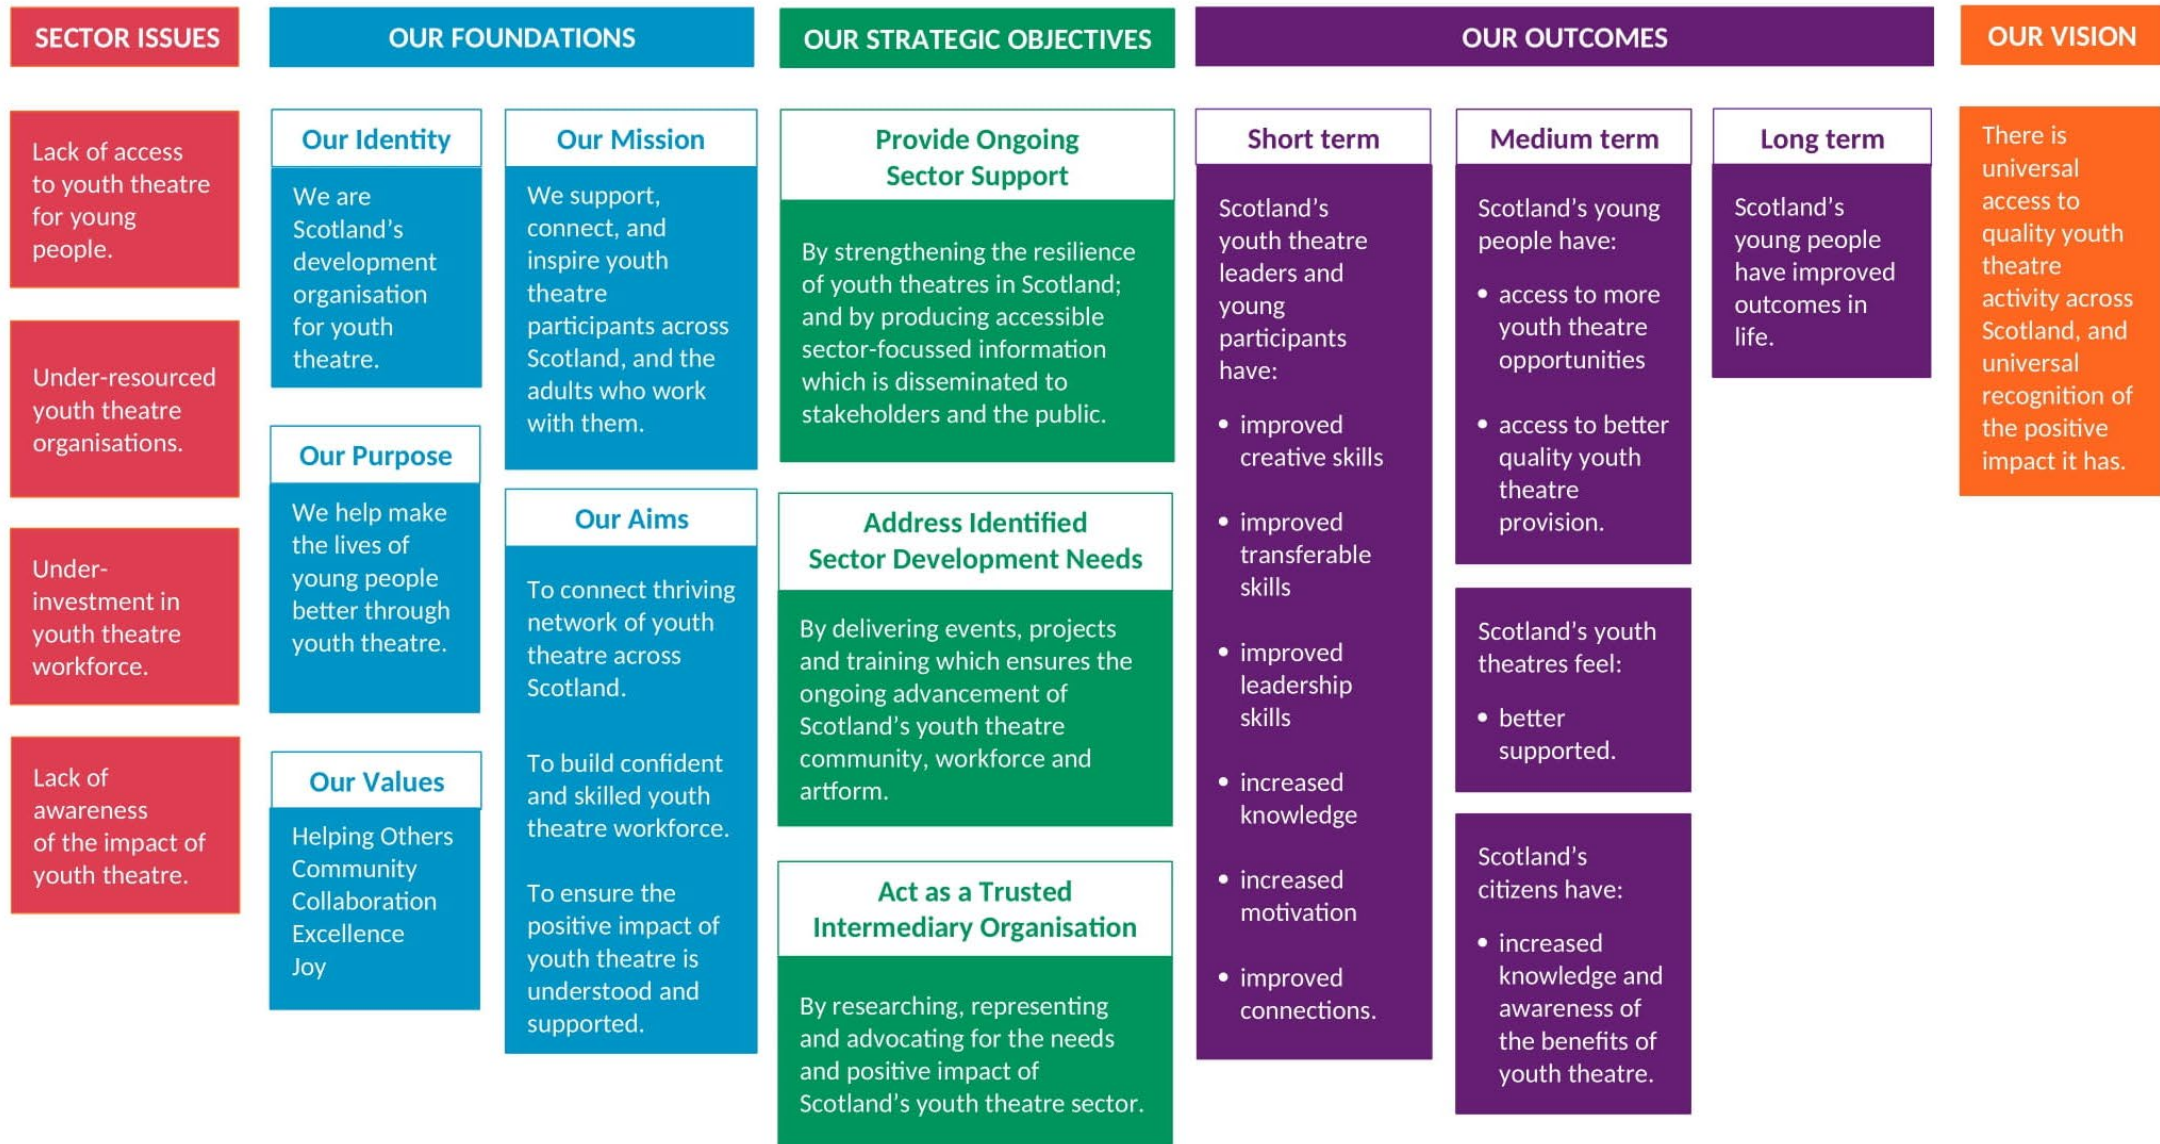 SECTOR ISSUES
Lack of access
to youth theatre
for young
people.
Under-resourced
youth theatre
organisations.
Under-
investment in
youth theatre
workforce.
Lack of
awareness
of the impact of
youth theatre.
OUR FOUNDATIONS
Our Identity
We are
Scotland’s
development
organisation
for youth
theatre.
Our Purpose
We help make
the lives of
young people
better through
youth theatre.
Our Values
Helping Others
Community
Collaboration
Excellence
Joy
Our Mission
We support,
connect, and
inspire youth
theatre
participants across
Scotland, and the
adults who work
with them.
Our Aims
To connect thriving
network of youth
theatre across
Scotland.
To build confident
and skilled youth
theatre workforce.
To ensure the
positive impact of
youth theatre is
understood and
supported.
OUR STRATEGIC OBJECTIVES
Provide Ongoing
Sector Support
By strengthening the resilience
of youth theatres in Scotland;
and by producing accessible
sector-focussed information
which is disseminated to
stakeholders and the public.
Address Identified
Sector Development Needs
By delivering events, projects
and training which ensures the
ongoing advancement of
Scotland’s youth theatre
community, workforce and
artform.
Act as a Trusted
Intermediary Organisation
By researching, representing
and advocating for the needs
and positive impact of
Scotland’s youth theatre sector.
OUR OUTCOMES
Short term
Scotland’s
youth theatre
leaders and
young
participants
have:
• improved
creative skills
• improved
transferable
skills
• improved
leadership
skills
• increased
knowledge
• increased
motivation
• improved
connections.
Medium term
Scotland’s young
people have:
• access to more
youth theatre
opportunities
• access to better
quality youth
theatre
provision.
Scotland’s youth
theatres feel:
• better
supported.
Scotland’s
citizens have:
• increased
knowledge and
awareness of
the benefits of
youth theatre.
Long term
Scotland’s
young people
have improved
outcomes in
life.
OUR VISION
There is
universal
access to
quality youth
theatre
activity across
Scotland, and
universal
recognition of
the positive
impact it has.